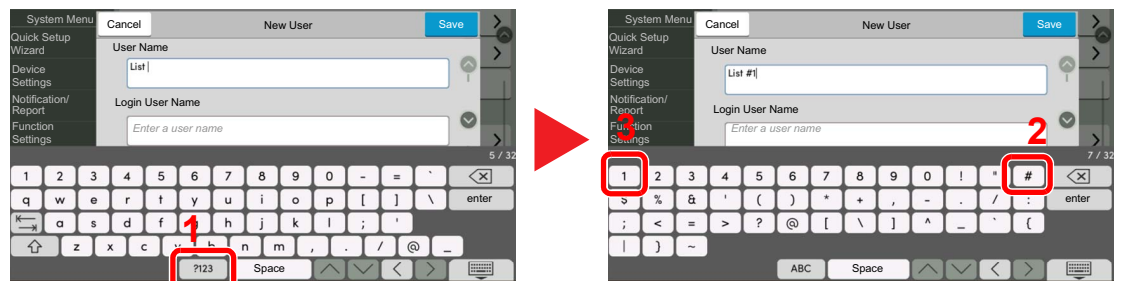 System Menu
Cancel New User Save
Quick Setup
Wizard
User Name
List
Device
Settings
Notification/
Report
Login User Name
Enter a user name
Function
Settings
5 / 32
1 2 3 4 5 6 7 8 9 0 - = `
q w e r t y u i o p [ ] \ enter
a s d f g h j k l ; '
1
z x c v b n m , . / @ _
?123 Space
System Menu
Cancel New User Save
Quick Setup
Wizard
User Name
List #1
Device
Settings
Notification/
Report
Login User Name
Enter a user name
Function
Settings
3 2
7 / 32
1 2 3 4 5 6 7 8 9 0 ! " #
$ % & ' ( ) * + , - . / : enter
; < = > ? @ [ \ ] ^ _ ` {
| } ~
ABC Space